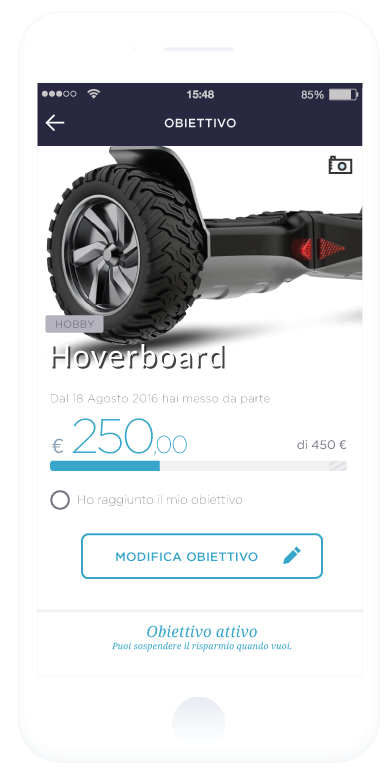 15:48
85%
OBIETTIVO
HOBBY
Hoverboard
Dal 18 Agosto 2016 hai messo da parte
€ 250,00
di 450 €
Ho raggiunto il mio obiettivo
MODIFICA OBIETTIVO
Obiettivo attivo
Puoi sospendere il risparmio quando vuoi.